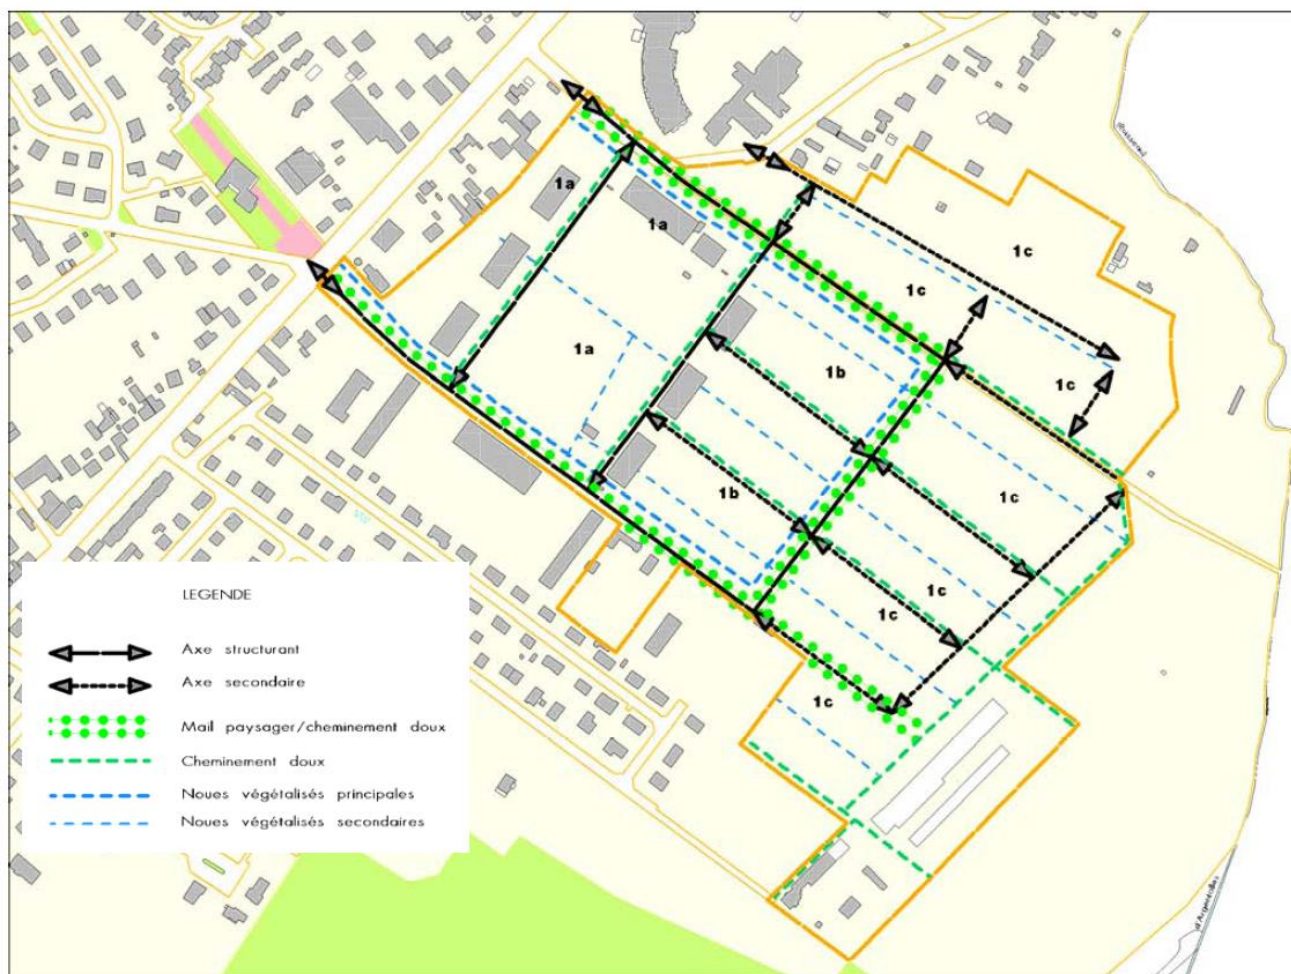 1a
1a
1c
1c
1a
1b
1c
1b
1c
1c
1c
1c
LEGENDE
Axe structurant
Axe secondaire
Mail paysager/cheminement doux
Cheminement doux
Noues végétalisés principales
Noues végétalisés secondaires